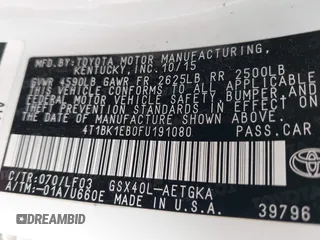 MFD.BY:TOYOTA MOTOR MANUFACTURING,
KENTUCKY,INC.10/15
GVWR 4590LB GAWR FR 2625LB RR 2500LB
THIS VEHICLE CONFORMS TO ALL APPLICABLE
FEDERAL MOTOR VEHICLE SAFETY AND
THEFT PREVENTION STANDARDS IN EFFECT ON
THE DATE OF MANUFACTURE SHOWN ABOVE.
4T1BK1EB0FU191080 PASS.CAR
C/TR:070/LF03 GSX40L-AETGKA
A/TM:-01A/U660E MADE IN U.S.A.
TOYOTA
39796
DREAMBID